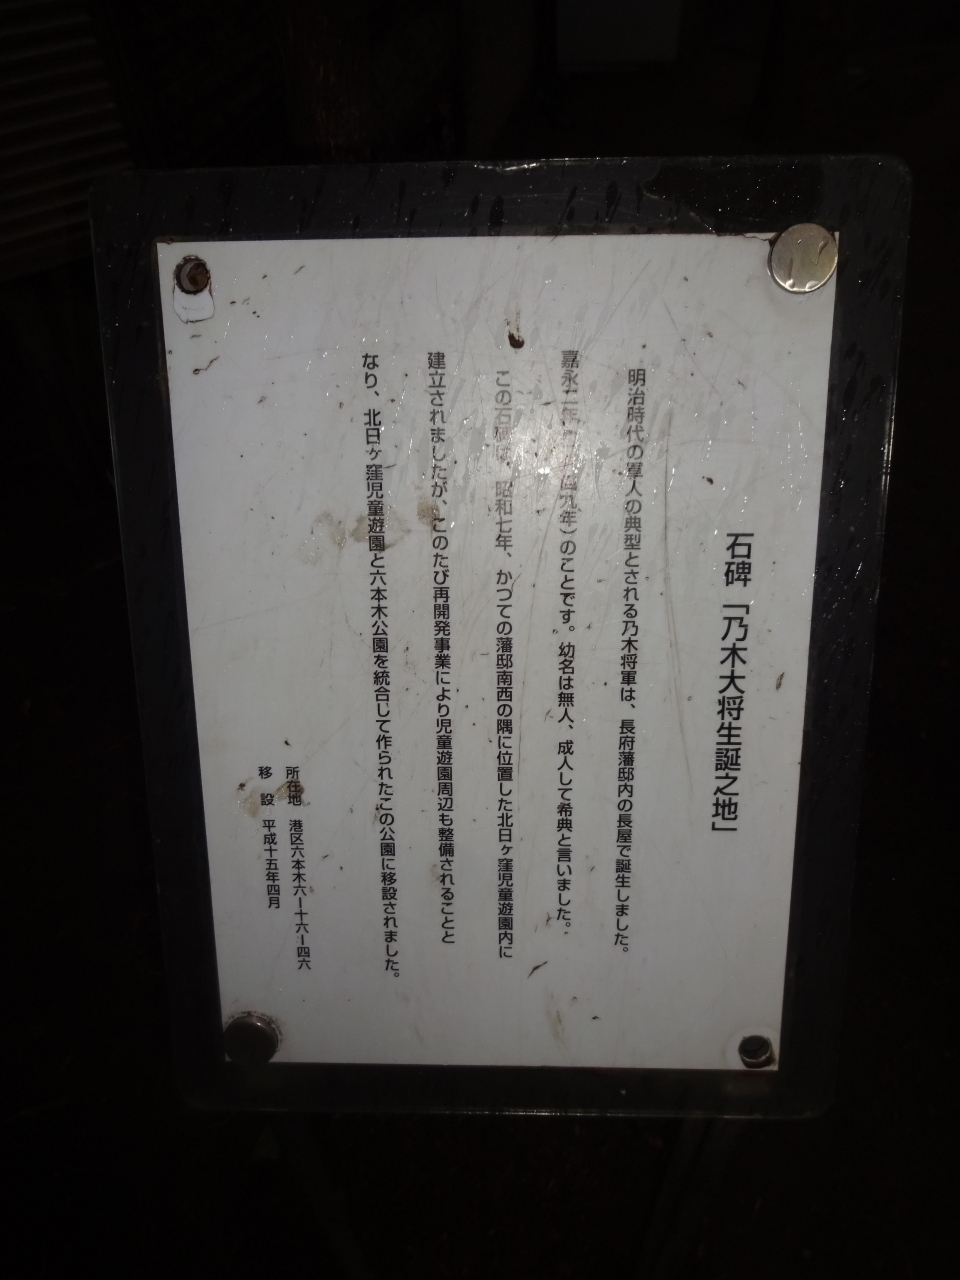 石碑「乃木大将生誕之地」
明治時代の軍人の典型とされる乃木将軍は、長府藩邸内の長屋で誕生しました。
嘉永二年（一八四九年）のことです。幼名は無人、成人して希典と言いました。
この石碑は、昭和七年、かつての藩邸南西の隅に位置した北日ヶ窪児童遊園内に
建立されましたが、このたび再開発事業により児童遊園周辺も整備されることと
なり、北日ヶ窪児童遊園と六本木公園を統合して作られたこの公園に移設されました。
所在地 港区六本木六ー十六ー四六
移 設 平成十五年四月